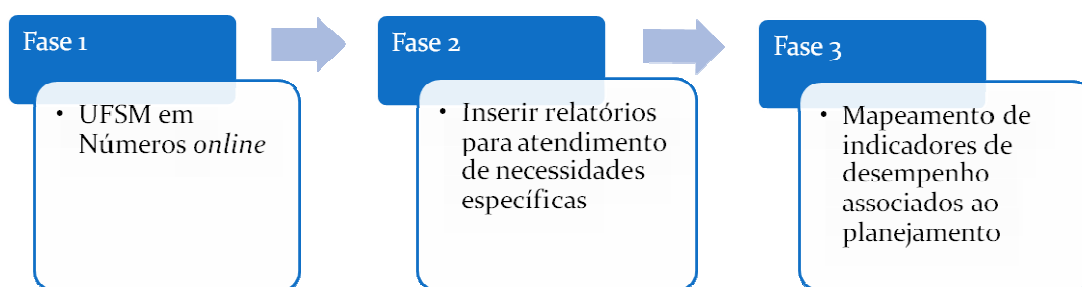 Fase 1
• UFSM em
Números online
Fase 2
• Inserir relatórios
para atendimento
de necessidades
específicas
Fase 3
• Mapeamento de
indicadores de
desempenho
associados ao
planejamento